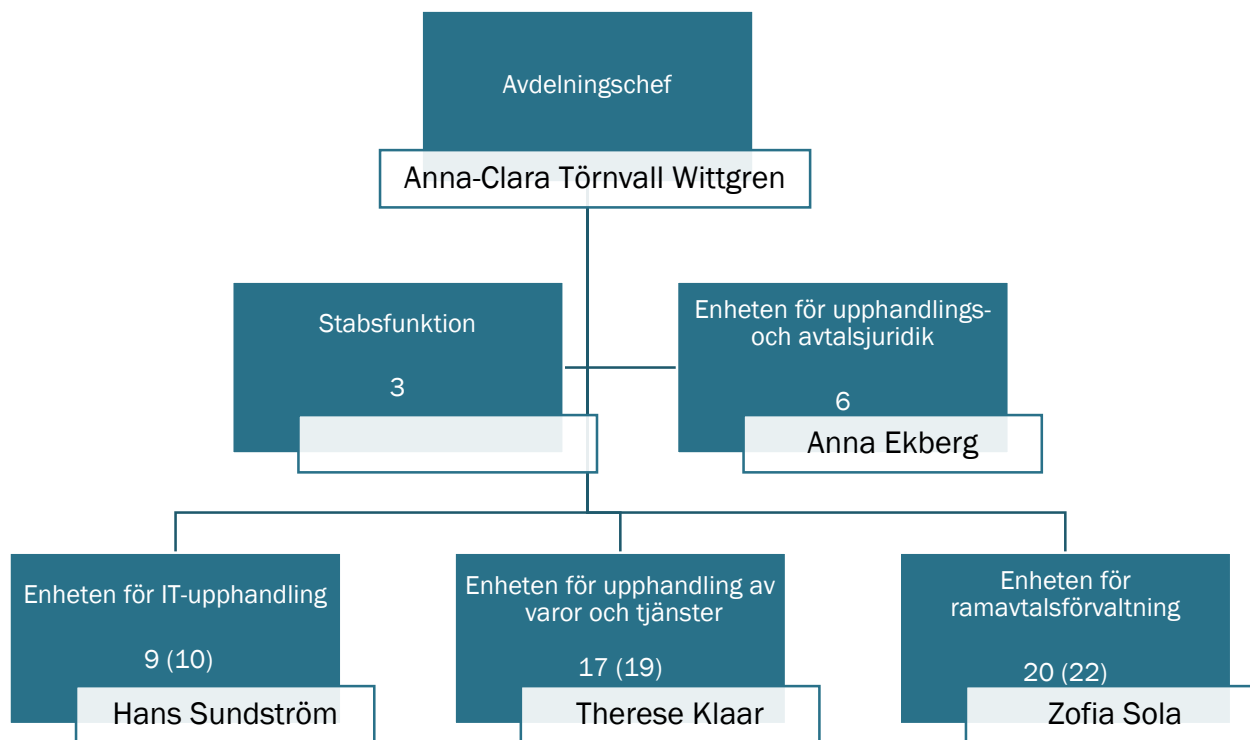 Avdelningschef
Anna-Clara Törnvall Wittgren
Stabsfunktion
3
Enheten för upphandlings-
och avtalsjuridik
6
Anna Ekberg
Enheten för IT-upphandling
9 (10)
Hans Sundström
Enheten för upphandling av
varor och tjänster
17 (19)
Therese Klaar
Enheten för
ramavtalsförvaltning
20 (22)
Zofia Sola